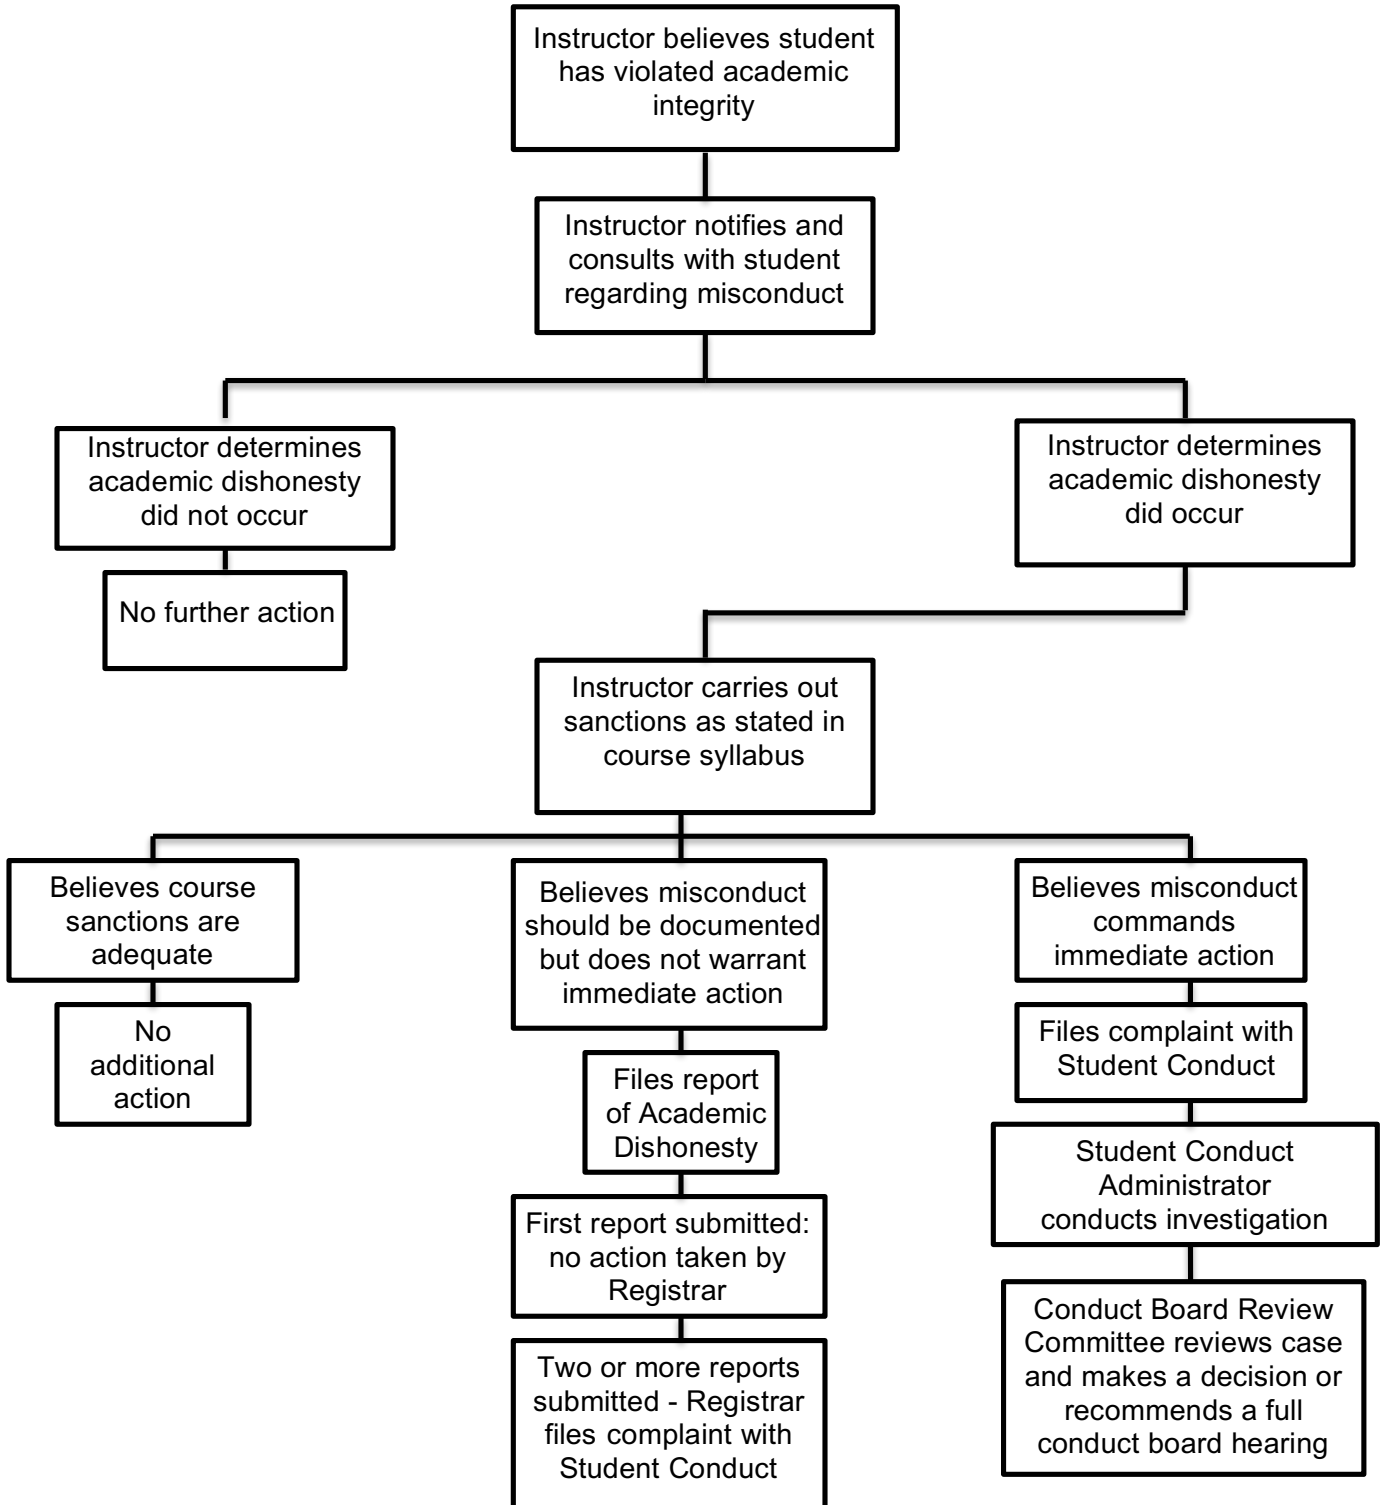 Instructor believes student
has violated academic
integrity
Instructor notifies and
consults with student
regarding misconduct
Instructor determines
academic dishonesty
did not occur
No further action
Instructor determines
academic dishonesty
did occur
Instructor carries out
sanctions as stated in
course syllabus
Believes course
sanctions are
adequate
No
additional
action
Believes misconduct
should be documented
but does not warrant
immediate action
Files report
of Academic
Dishonesty
First report submitted:
no action taken by
Registrar
Two or more reports
submitted - Registrar
files complaint with
Student Conduct
Believes misconduct
commands
immediate action
Files complaint with
Student Conduct
Student Conduct
Administrator
conducts investigation
Conduct Board Review
Committee reviews case
and makes a decision or
recommends a full
conduct board hearing